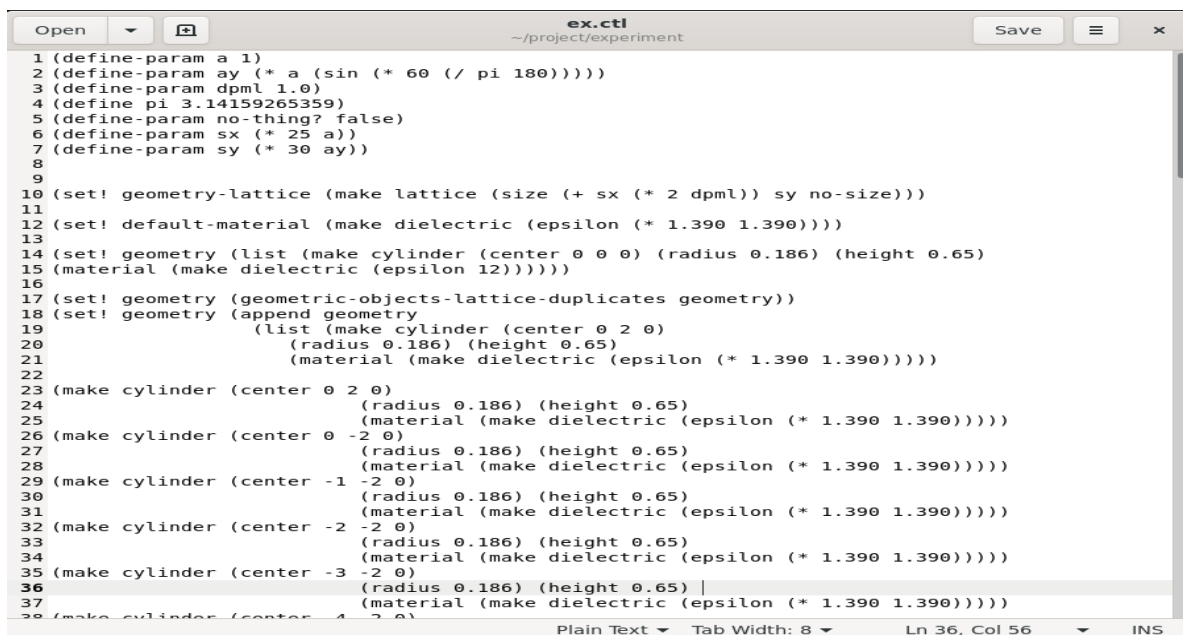 Open
ex.ctl
~/project/experiment
Save
1 (define-param a 1)
2 (define-param ay (* a (sin (* 60 (/ pi 180)))))
3 (define-param dpml 1.0)
4 (define pi 3.14159265359)
5 (define-param no-thing? false)
6 (define-param sx (* 25 a))
7 (define-param sy (* 30 ay))
8
9
10 (set! geometry-lattice (make lattice (size (+ sx (* 2 dpml)) sy no-size)))
11
12 (set! default-material (make dielectric (epsilon (* 1.390 1.390))))
13
14 (set! geometry (list (make cylinder (center 0 0 0) (radius 0.186) (height 0.65)
15 (material (make dielectric (epsilon 12))))))
16
17 (set! geometry (geometric-objects-lattice-duplicates geometry))
18 (set! geometry (append geometry
19 (list (make cylinder (center 0 2 0)
20 (radius 0.186) (height 0.65)
21 (material (make dielectric (epsilon (* 1.390 1.390)))))
22
23 (make cylinder (center 0 2 0)
24 (radius 0.186) (height 0.65)
25 (material (make dielectric (epsilon (* 1.390 1.390)))))
26 (make cylinder (center 0 -2 0)
27 (radius 0.186) (height 0.65)
28 (material (make dielectric (epsilon (* 1.390 1.390)))))
29 (make cylinder (center -1 -2 0)
30 (radius 0.186) (height 0.65)
31 (material (make dielectric (epsilon (* 1.390 1.390)))))
32 (make cylinder (center -2 -2 0)
33 (radius 0.186) (height 0.65)
34 (material (make dielectric (epsilon (* 1.390 1.390)))))
35 (make cylinder (center -3 -2 0)
36 (radius 0.186) (height 0.65)
37 (material (make dielectric (epsilon (* 1.390 1.390)))))
38 (make cylinder (center -4 -2 0)
Plain Text Tab Width: 8 Ln 36, Col 56 INS